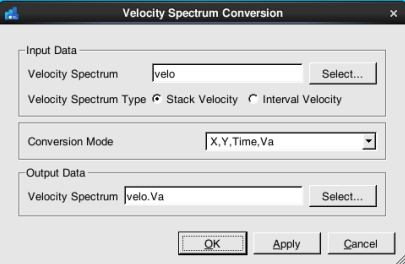 Velocity Spectrum Conversion
Input Data
Velocity Spectrum velo Select...
Velocity Spectrum Type Stack Velocity Interval Velocity
Conversion Mode X,Y,Time,Va
Output Data
Velocity Spectrum velo.Va Select...
OK Apply Cancel